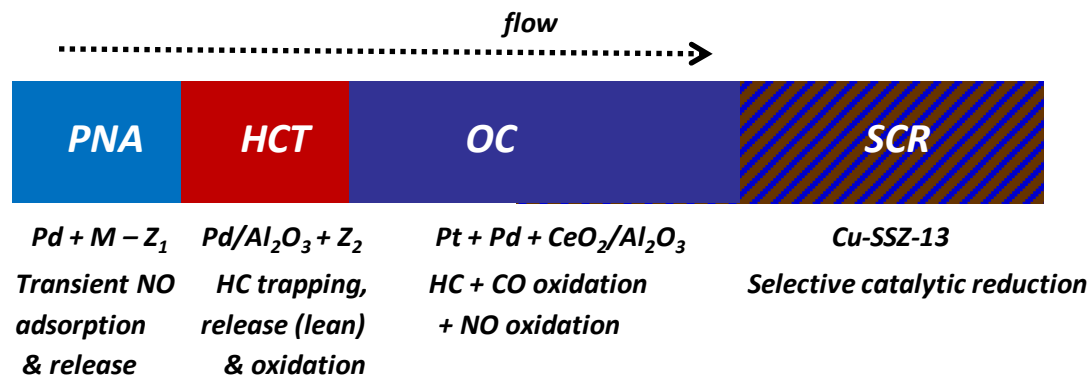 flow
PNA HCT OC SCR
Pd + M – Z₁ Pd/Al₂O₃ + Z₂ Pt + Pd + CeO₂/Al₂O₃ Cu-SSZ-13
Transient NO HC trapping, HC + CO oxidation Selective catalytic reduction
adsorption release (lean) + NO oxidation
& release & oxidation